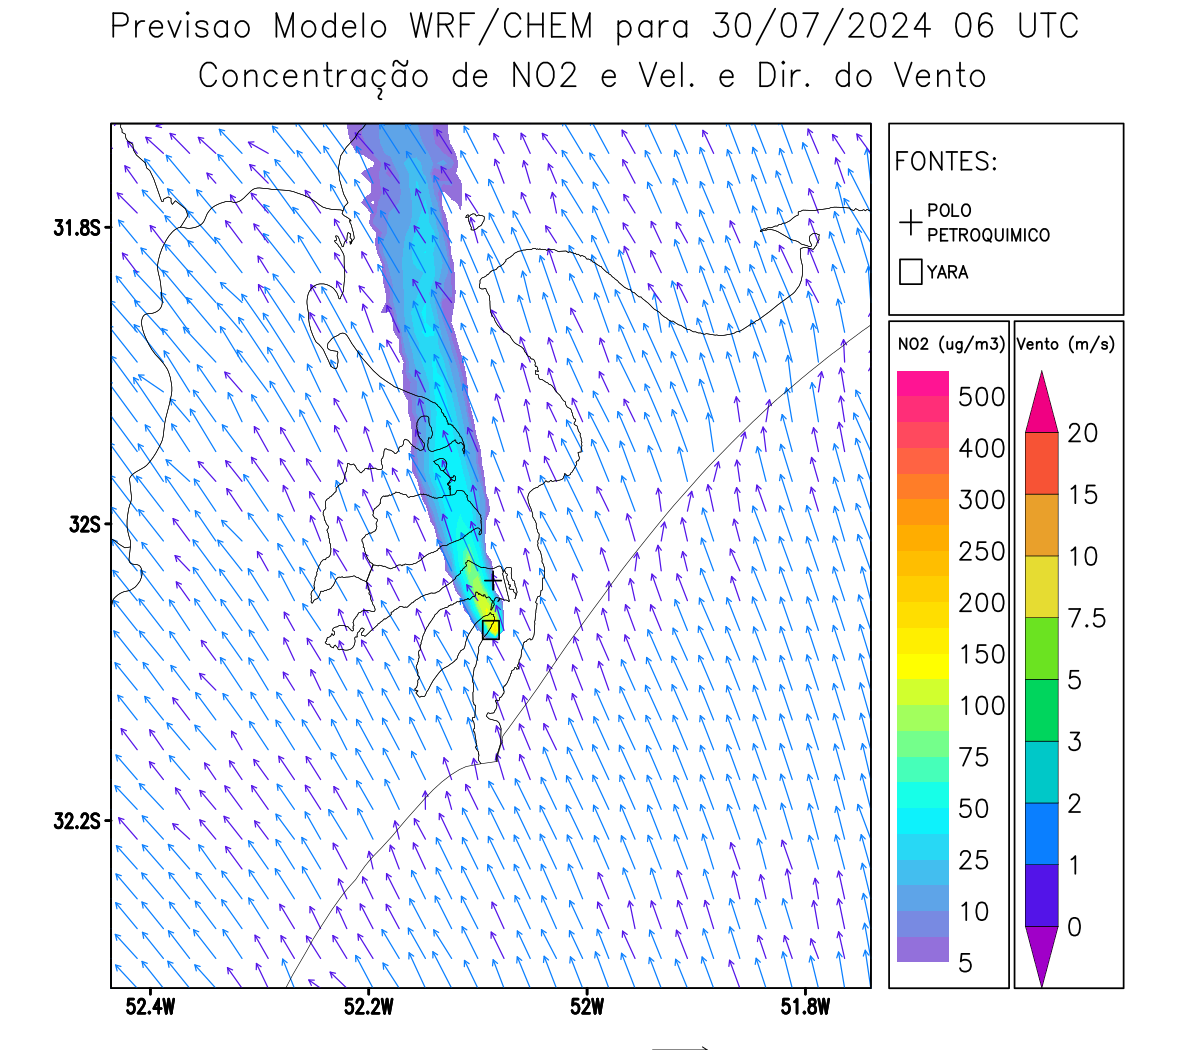 Previsao Modelo WRF/CHEM para 30/07/2024 06 UTC
Concentração de NO2 e Vel. e Dir. do Vento
FONTES:
POLO
PETROQUIMICO
YARA
NO2 (ug/m3)
500
400
300
250
200
150
100
75
50
25
10
5
Vento (m/s)
20
15
10
7.5
5
3
2
1
0
31.8S
32S
32.2S
52.4W
52.2W
52W
51.8W